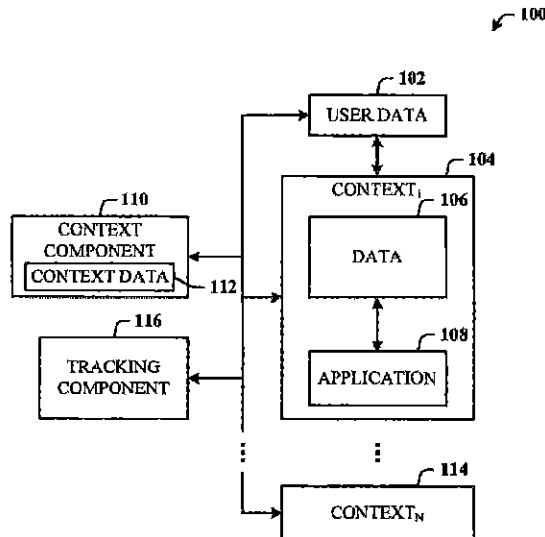 100
102
USER DATA
104
CONTEXTi
106
DATA
108
APPLICATION
110
CONTEXT
COMPONENT
CONTEXT DATA
112
116
TRACKING
COMPONENT
114
CONTEXTN